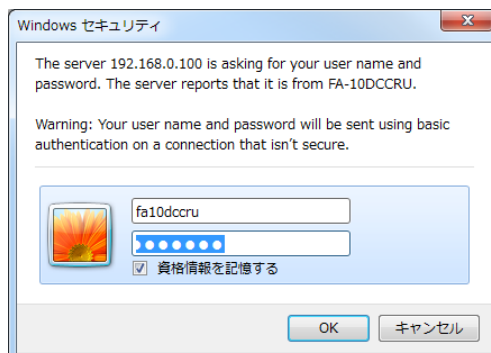 Windows セキュリティ
The server 192.168.0.100 is asking for your user name and
password. The server reports that it is from FA-10DCCRU.
Warning: Your user name and password will be sent using basic
authentication on a connection that isn't secure.
fa10dccru
●●●●●●●
資格情報を記憶する
OK
キャンセル